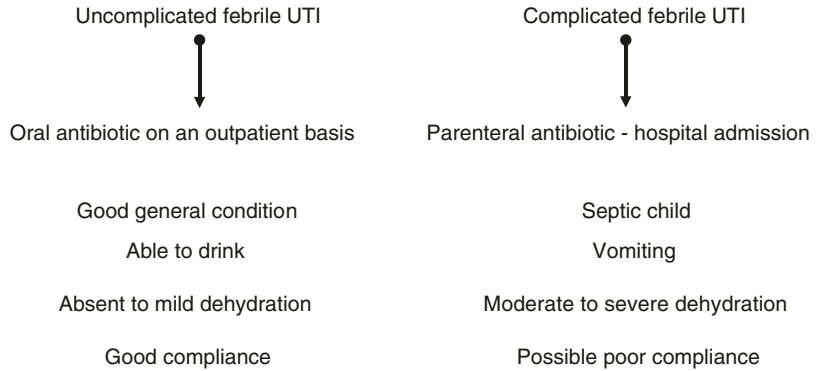 Uncomplicated febrile UTI
Complicated febrile UTI
Oral antibiotic on an outpatient basis
Parenteral antibiotic - hospital admission
Good general condition
Septic child
Able to drink
Vomiting
Absent to mild dehydration
Moderate to severe dehydration
Good compliance
Possible poor compliance